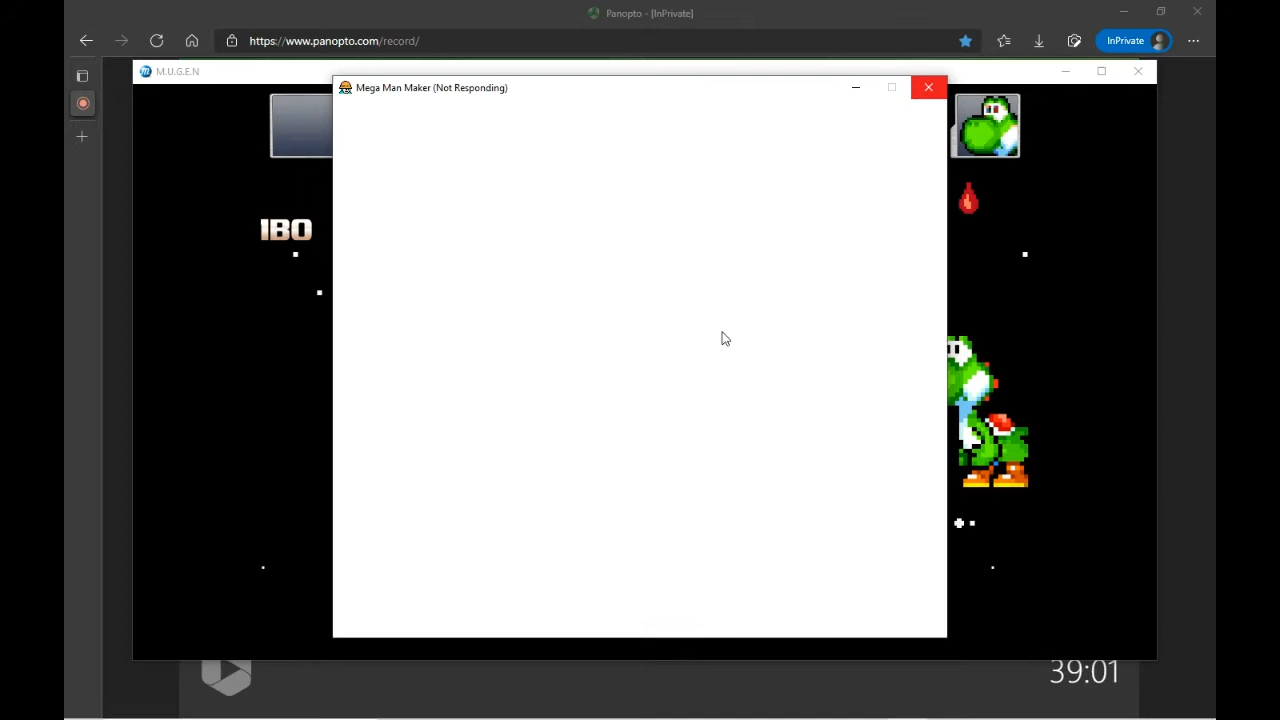 Panopto - [InPrivate]
https://www.panopto.com/record/
InPrivate
M.U.G.E.N
Mega Man Maker (Not Responding)
IBO
39:01